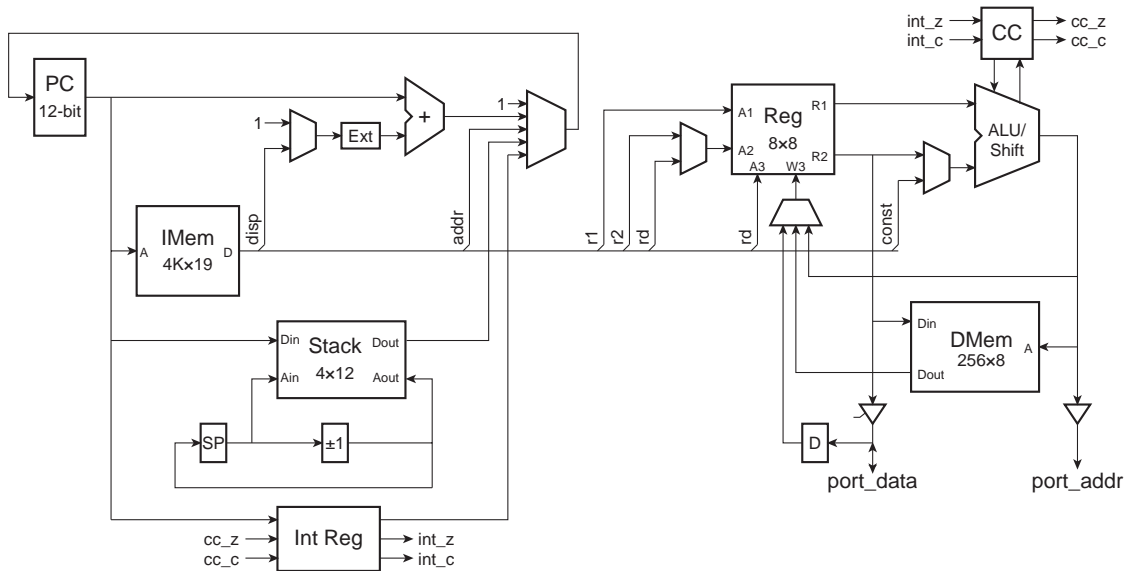 PC
12-bit
1
disp
Ext
+
1
addr
IMem
4K×19
A
D
Stack
4×12
Din
Dout
Ain
Aout
SP
±1
Int Reg
cc_z
cc_c
int_z
int_c
r1
r2
rd
rd
const
Reg
8×8
A1
A2
A3
W3
R1
R2
int_z
int_c
CC
cc_z
cc_c
ALU/
Shift
DMem
256×8
Din
Dout
A
D
port_data
port_addr